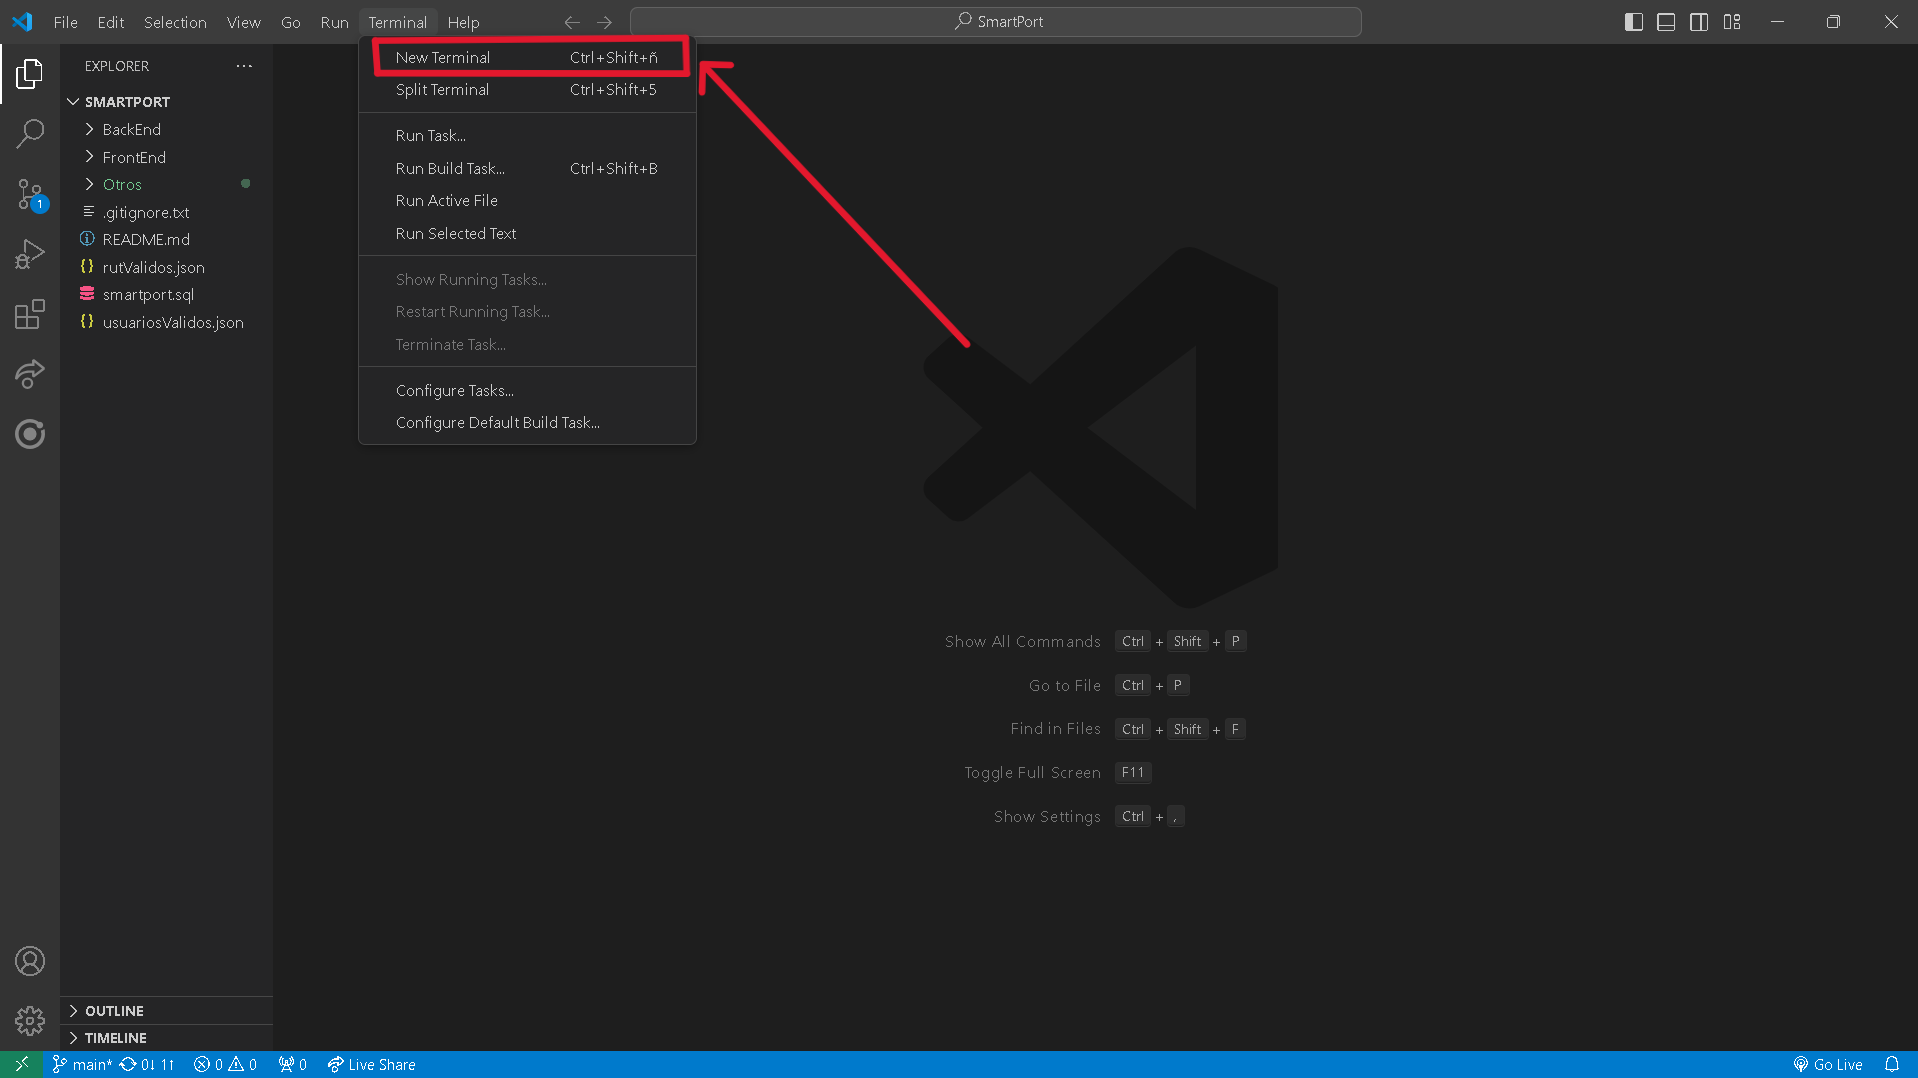 File Edit Selection View Go Run Terminal Help
SmartPort
EXPLORER
SMARTPORT
BackEnd
FrontEnd
Otros
.gitignore.txt
README.md
rutValidos.json
smartport.sql
usuariosValidos.json
OUTLINE
TIMELINE
1
New Terminal Ctrl+Shift+ñ
Split Terminal Ctrl+Shift+5
Run Task...
Run Build Task... Ctrl+Shift+B
Run Active File
Run Selected Text
Show Running Tasks...
Restart Running Task...
Terminate Task...
Configure Tasks...
Configure Default Build Task...
Show All Commands Ctrl + Shift + P
Go to File Ctrl + P
Find in Files Ctrl + Shift + F
Toggle Full Screen F11
Show Settings Ctrl + ,
main* 0↓ 1↑ 0 0 0 Live Share Go Live